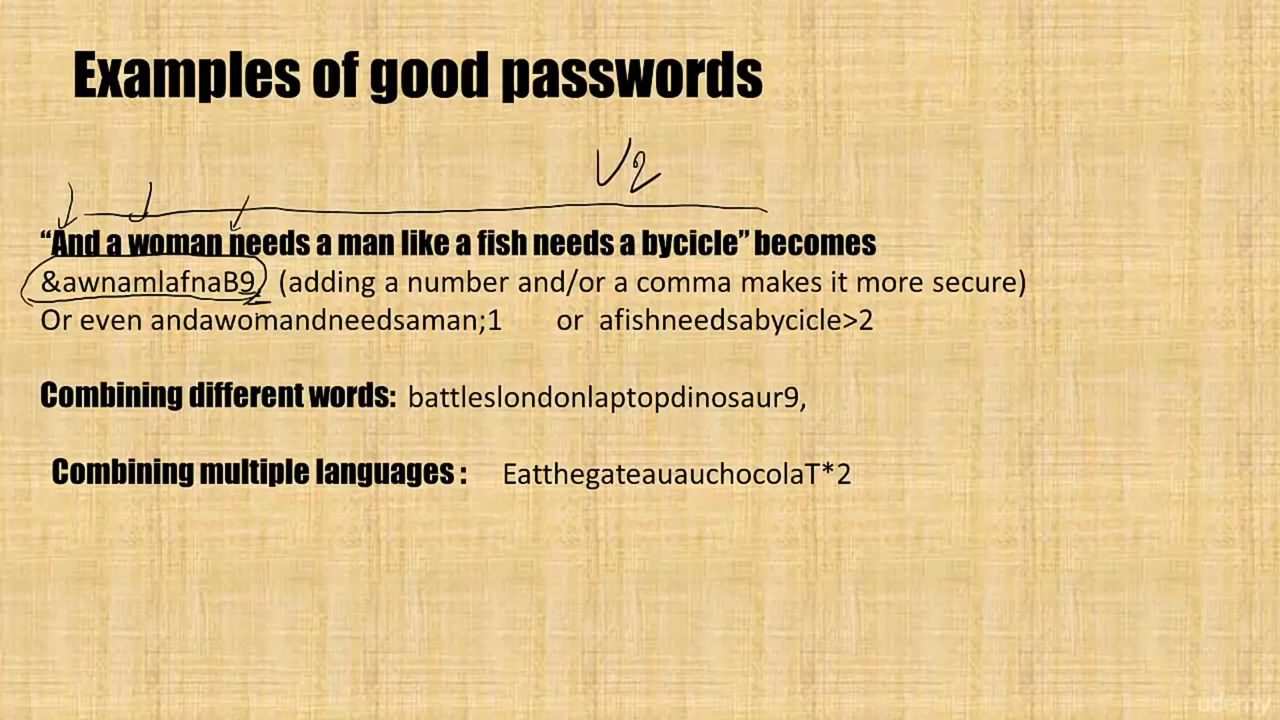 Examples of good passwords
V2
“And a woman needs a man like a fish needs a bycicle” becomes
&awnamlafnaB9, (adding a number and/or a comma makes it more secure)
Or even andawomandneedsaman;1 or afishneedsabycicle>2
Combining different words: battleslondonlaptopdinosaur9,
Combining multiple languages : EatthegateauauchocolaT*2
udemy